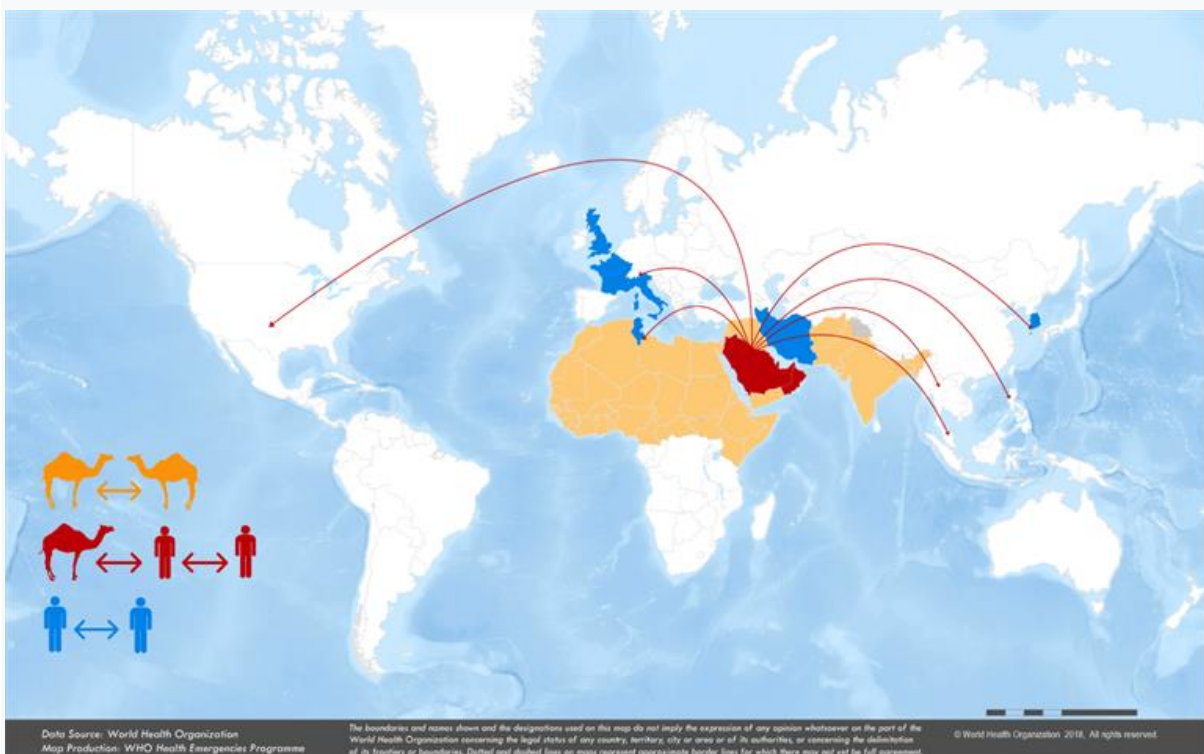 Data Source: World Health Organization
Map Production: WHO Health Emergencies Programme
The boundaries and names shown and the designations used on this map do not imply the expression of any opinion whatsoever on the part of the
World Health Organization concerning the legal status of any country, territory, city or area or of its authorities, or concerning the delimitation
of its frontiers or boundaries. Dotted and dashed lines on maps represent approximate border lines for which there may not yet be full agreement.
© World Health Organization 2018, All rights reserved.